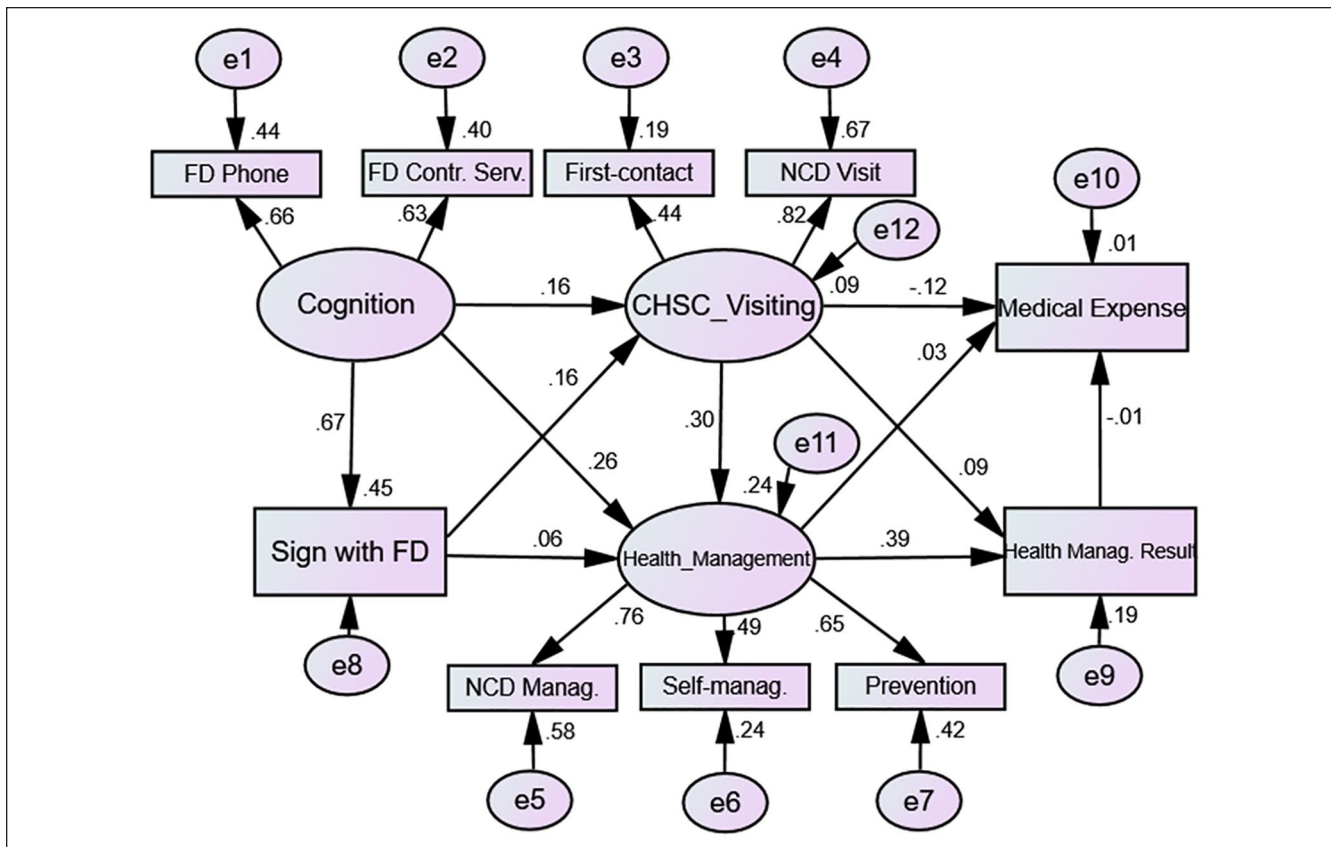 e1
e2
e3
e4
.44
.40
.19
.67
FD Phone
FD Contr. Serv.
First-contact
NCD Visit
e10
.66
.63
.44
.82
e12
.01
Cognition
.16
CHSC_Visiting
.09
-.12
Medical Expense
.03
.16
.67
.30
-.01
e11
.26
.09
.45
.24
Sign with FD
.06
Health_Management
.39
Health Manag. Result
.76
.49
.65
.19
e8
e9
NCD Manag.
Self-manag.
Prevention
.58
.24
.42
e5
e6
e7